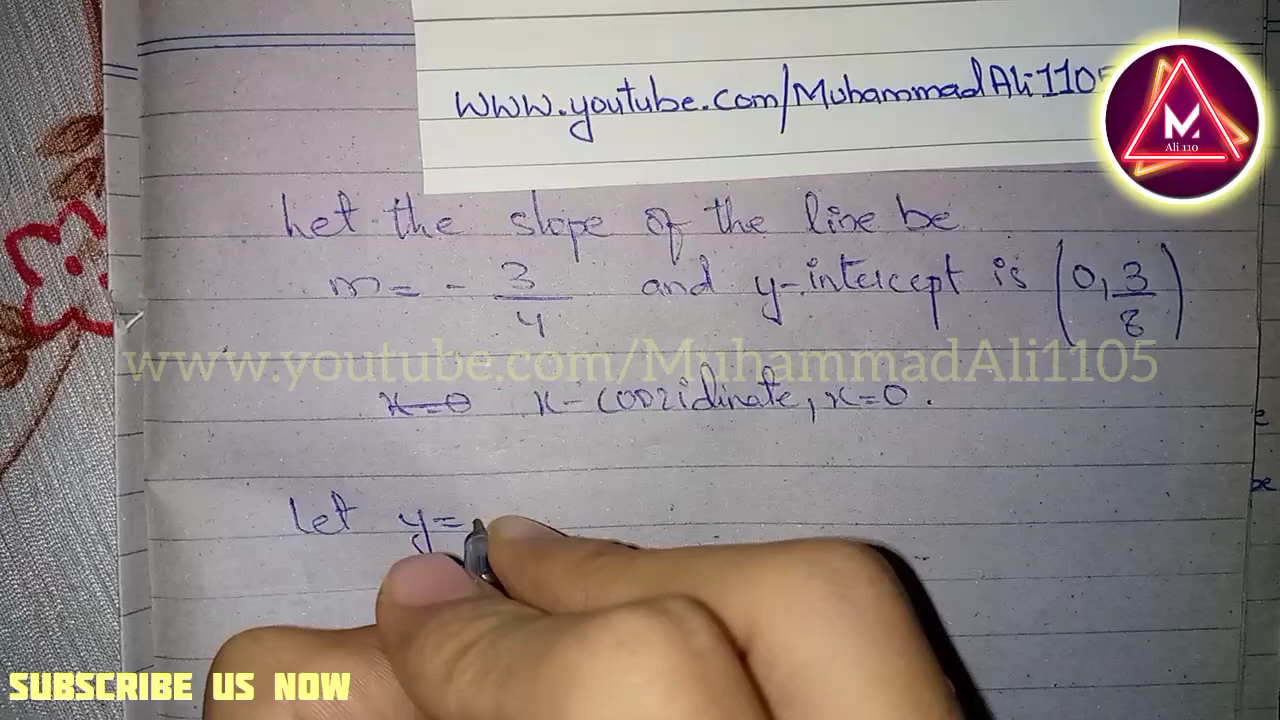 www.youtube.com/MuhammadAli1105
M
Ali 110
Let the slope of the line be
m = - 3/4 and y-intercept is (0, 3/8)
www.youtube.com/MuhammadAli1105
x=0 x-coordinate, x=0.
Let y=
SUBSCRIBE US NOW